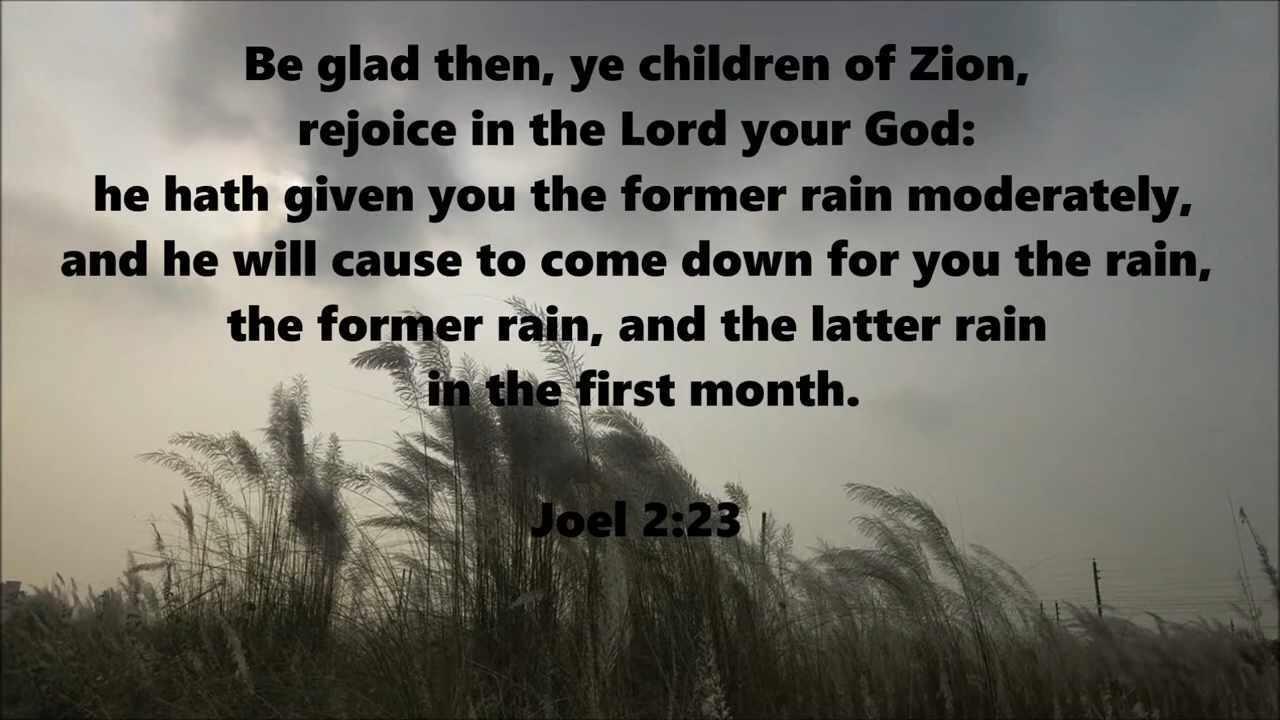 Be glad then, ye children of Zion,
rejoice in the Lord your God:
he hath given you the former rain moderately,
and he will cause to come down for you the rain,
the former rain, and the latter rain
in the first month.
Joel 2:23